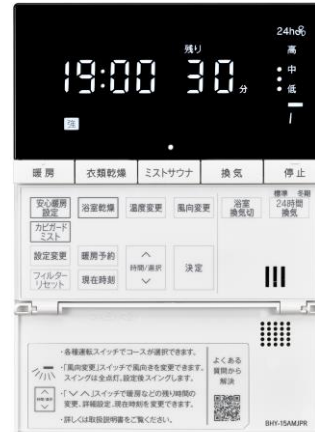 24h
残り
19:00 30分
高
中
低
暖房 衣類乾燥 ミストサウナ 換気 停止
標準 冬期
安心暖房
設定
浴室乾燥 温度変更 風向変更
浴室
換気切
24時間
換気
カビガード
ミスト
設定変更 暖房予約
時間/選択
決定
フィルター
リセット
現在時刻
・各種運転スイッチでコースが選択できます。
・「風向変更」スイッチで風向きを変更できます。
スイングは全点灯、設定後スイングします。
・「∨ ∧」スイッチで暖房などの残り時間の
変更、詳細設定、現在時刻を変更できます。
・詳しくは取扱説明書をご覧ください。
よくある
質問から
解決
BHY-15AMJPR